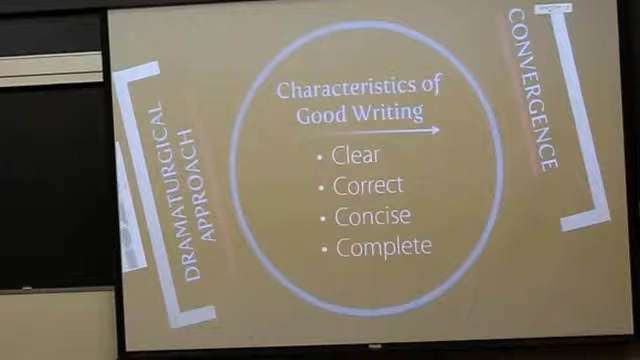 DRAMATURGICAL
APPROACH
Characteristics of
Good Writing
• Clear
• Correct
• Concise
• Complete
CONVERGENCE